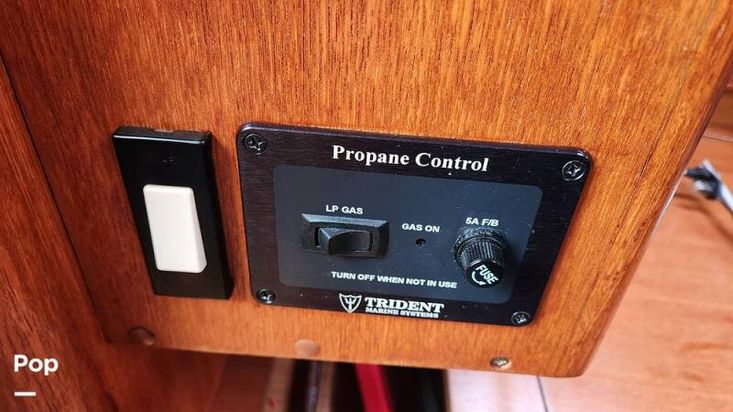 Propane Control
LP GAS
GAS ON
5A F/B
FUSE
TURN OFF WHEN NOT IN USE
TRIDENT
MARINE SYSTEMS
Pop